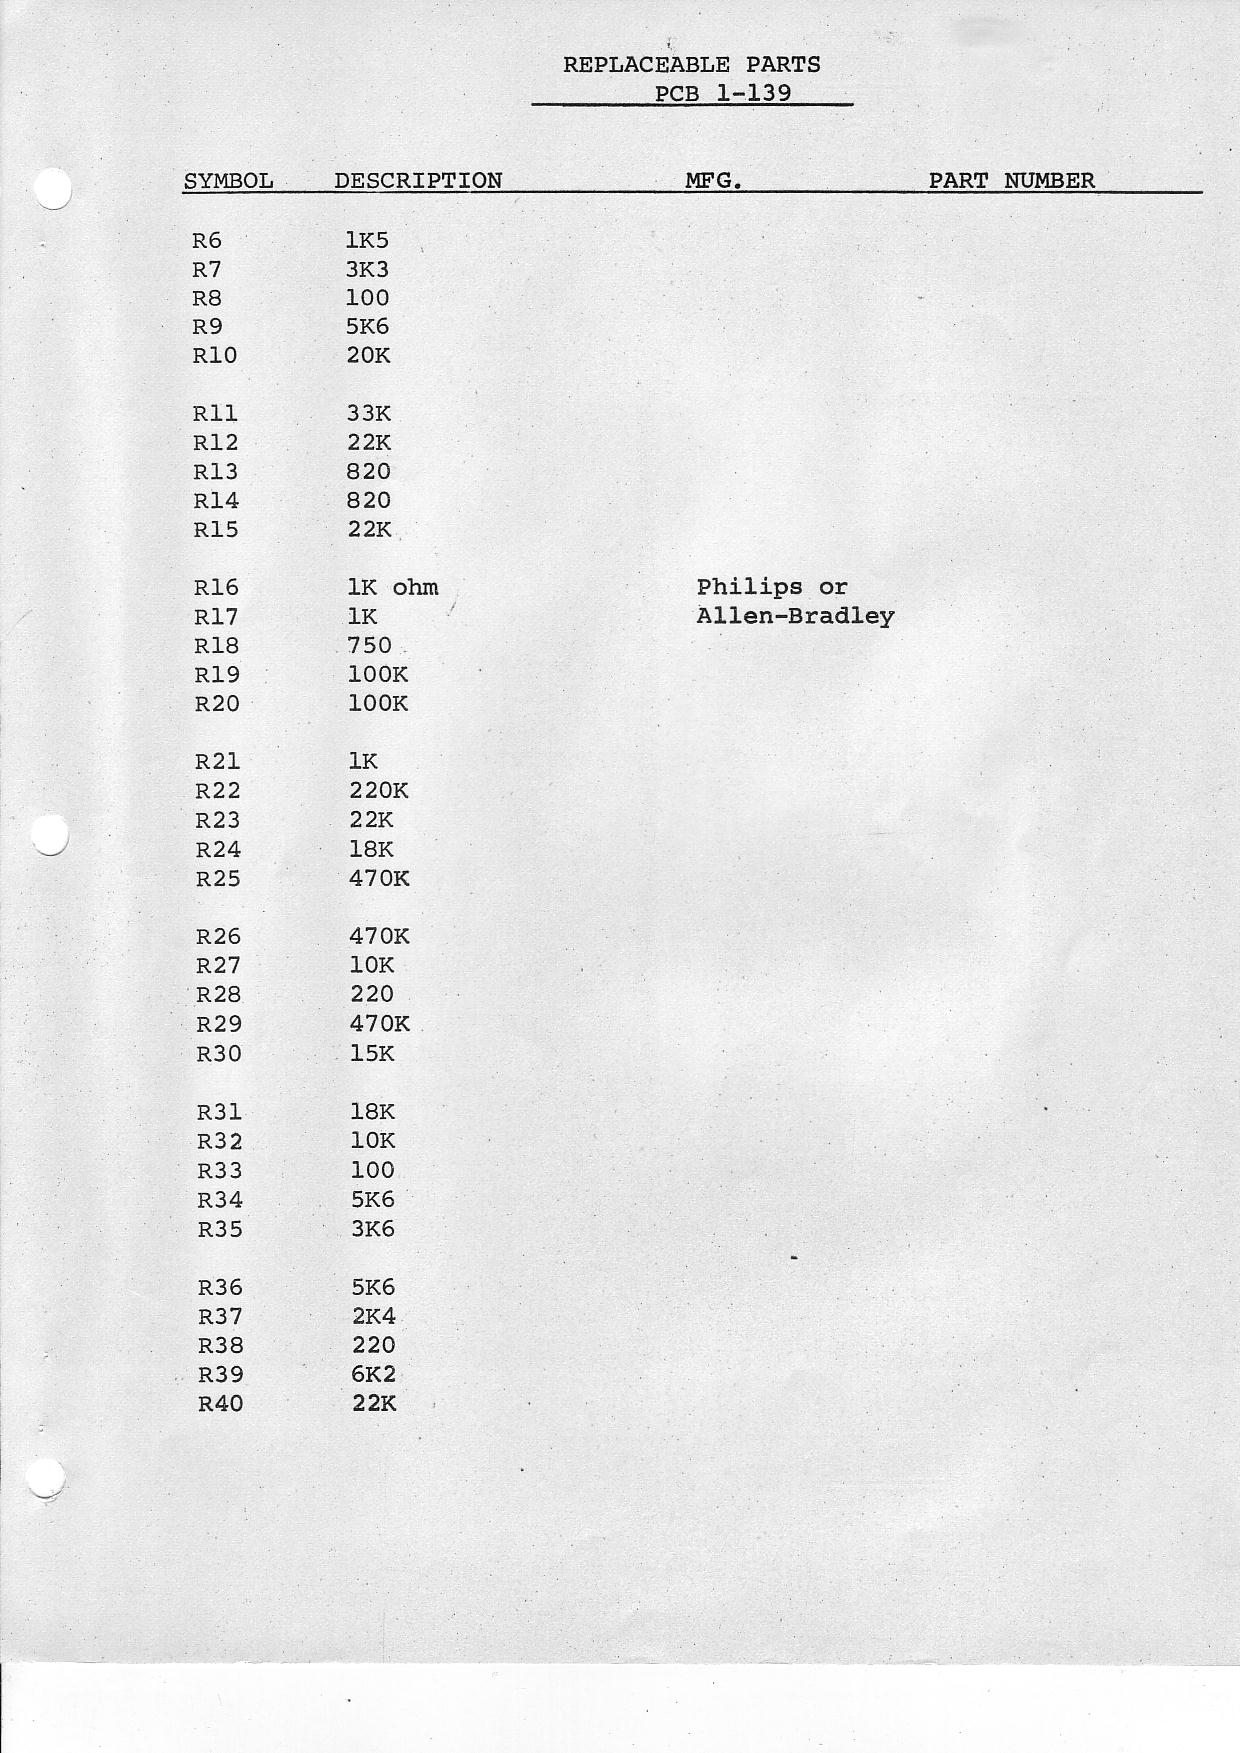 REPLACEABLE PARTS
PCB 1-139
SYMBOL DESCRIPTION MFG. PART NUMBER
R6 1K5
R7 3K3
R8 100
R9 5K6
R10 20K
R11 33K
R12 22K
R13 820
R14 820
R15 22K
R16 1K ohm Philips or
R17 1K Allen-Bradley
R18 750
R19 100K
R20 100K
R21 1K
R22 220K
R23 22K
R24 18K
R25 470K
R26 470K
R27 10K
R28 220
R29 470K
R30 15K
R31 18K
R32 10K
R33 100
R34 5K6
R35 3K6
R36 5K6
R37 2K4
R38 220
R39 6K2
R40 22K